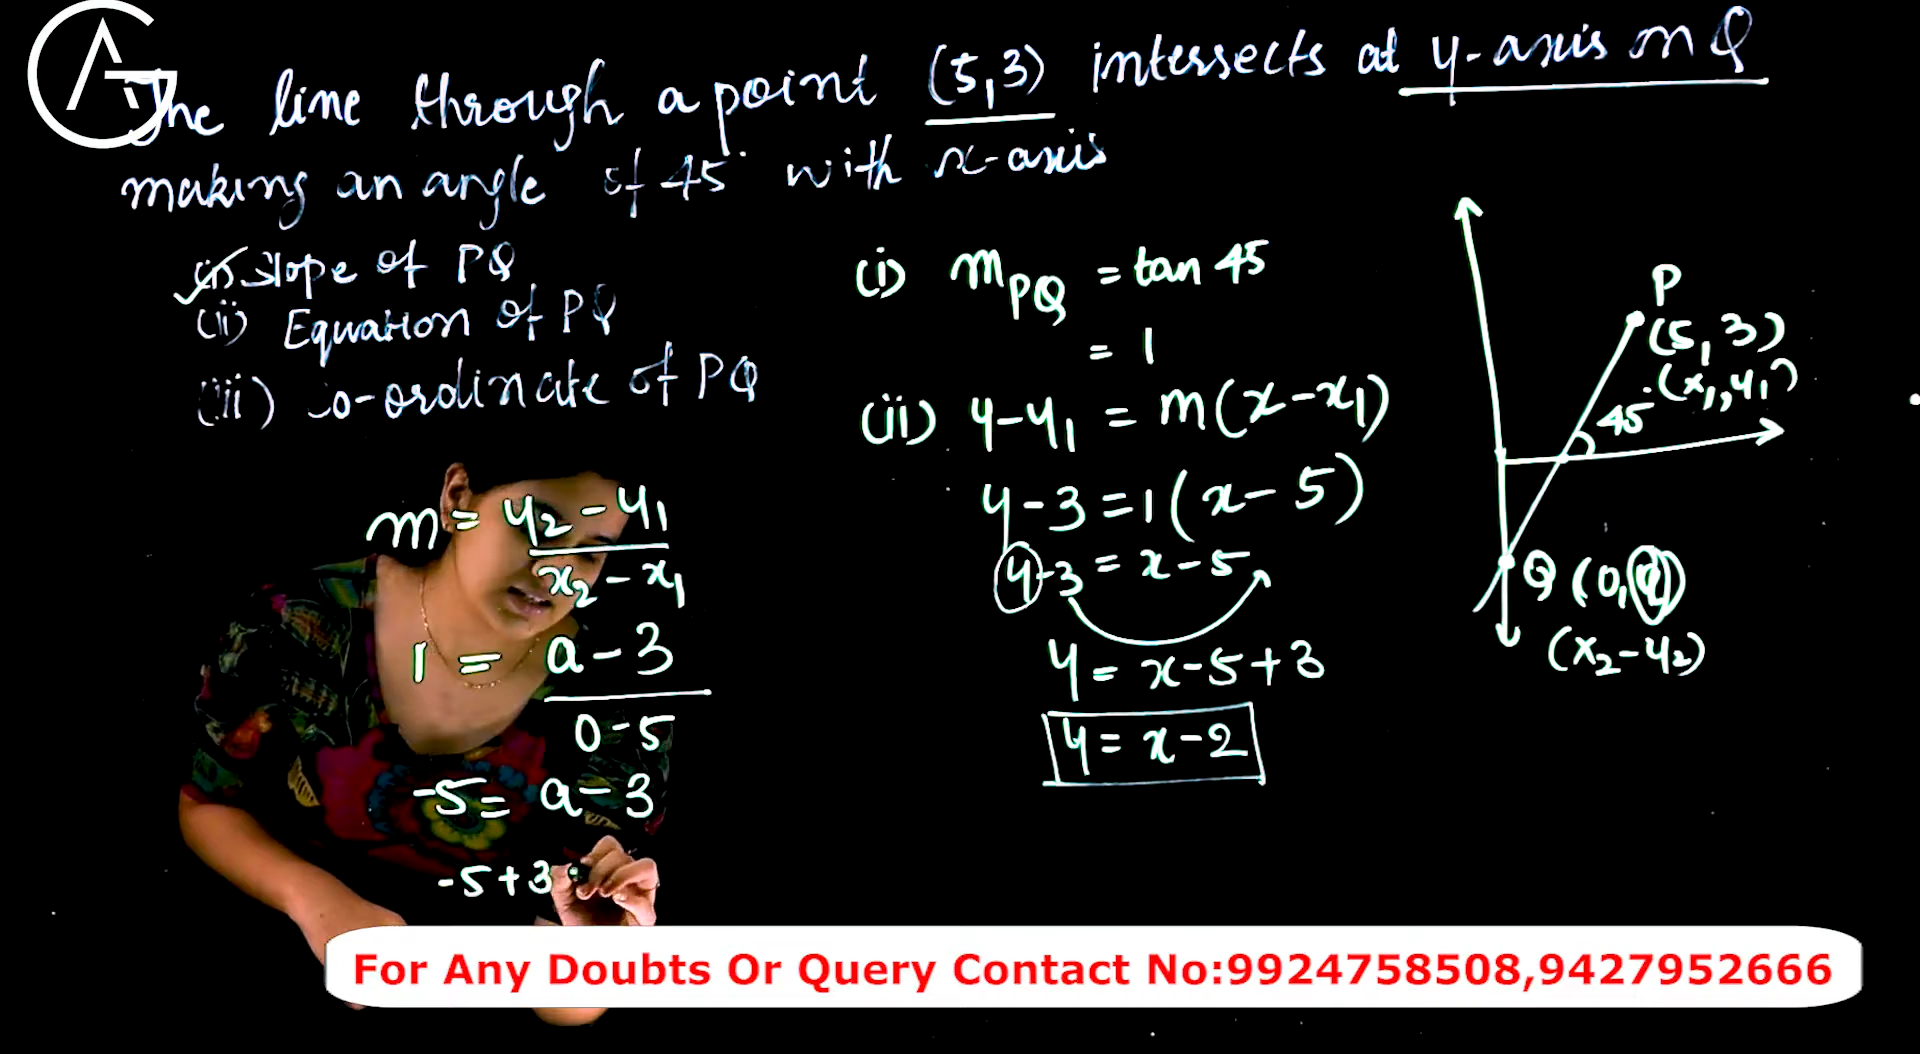 The line through a point (5,3) intersects at y-axis on Q
making an angle of 45° with x-axis
(i) Slope of PQ
(ii) Equation of PQ
(iii) co-ordinate of PQ
(i) mPQ = tan 45
= 1
(ii) y-y1 = m(x-x1)
y-3 = 1(x-5)
y-3 = x-5
y = x-5+3
y = x-2
m = y2-y1
x2-x1
1 = a-3
0-5
-5 = a-3
-5+3
P
(5,3)
(x1,y1)
45°
Q (0,a)
(x2-y2)
For Any Doubts Or Query Contact No:9924758508,9427952666